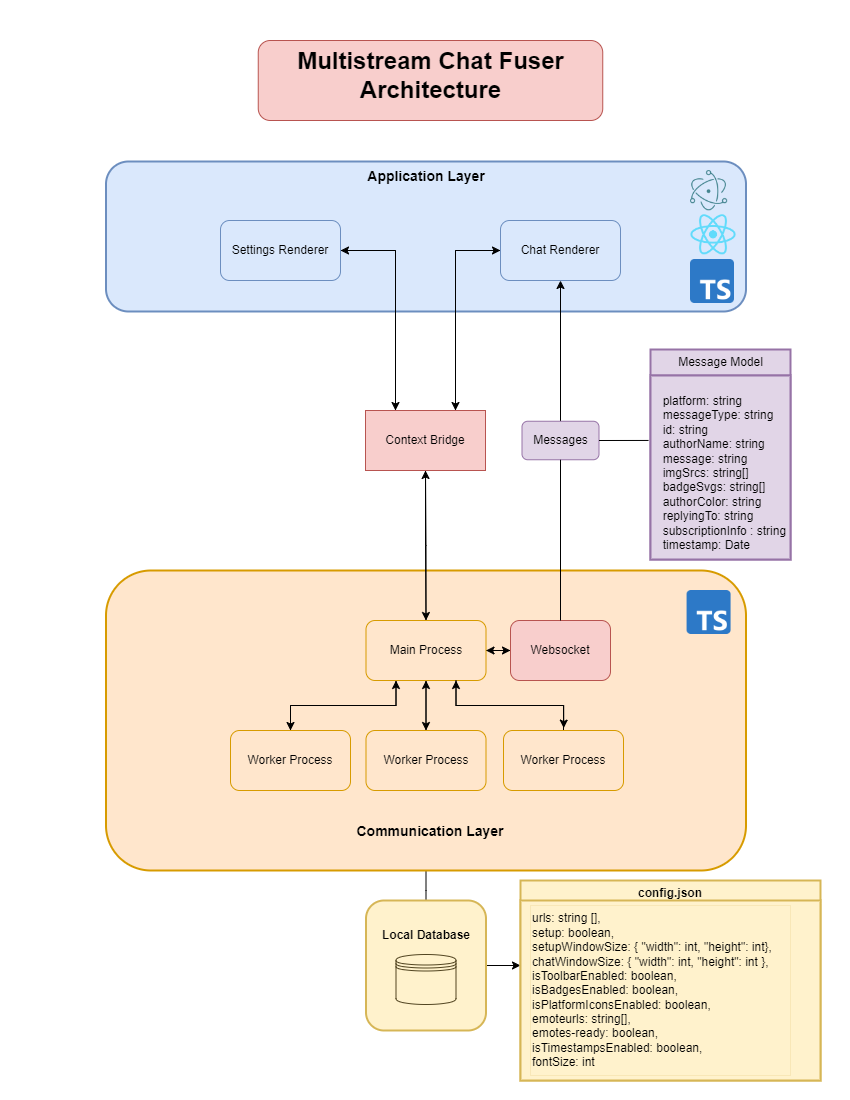 Multistream Chat Fuser
Architecture
Application Layer
Settings Renderer
Chat Renderer
TS
Message Model
Context Bridge
Messages
platform: string
messageType: string
id: string
authorName: string
message: string
imgSrcs: string[]
badgeSvgs: string[]
authorColor: string
replyingTo: string
subscriptionInfo : string
timestamp: Date
TS
Main Process
Websocket
Worker Process
Worker Process
Worker Process
Communication Layer
Local Database
config.json
urls: string [],
setup: boolean,
setupWindowSize: { "width": int, "height": int},
chatWindowSize: { "width": int, "height": int },
isToolbarEnabled: boolean,
isBadgesEnabled: boolean,
isPlatformIconsEnabled: boolean,
emoteurls: string[],
emotes-ready: boolean,
isTimestampsEnabled: boolean,
fontSize: int